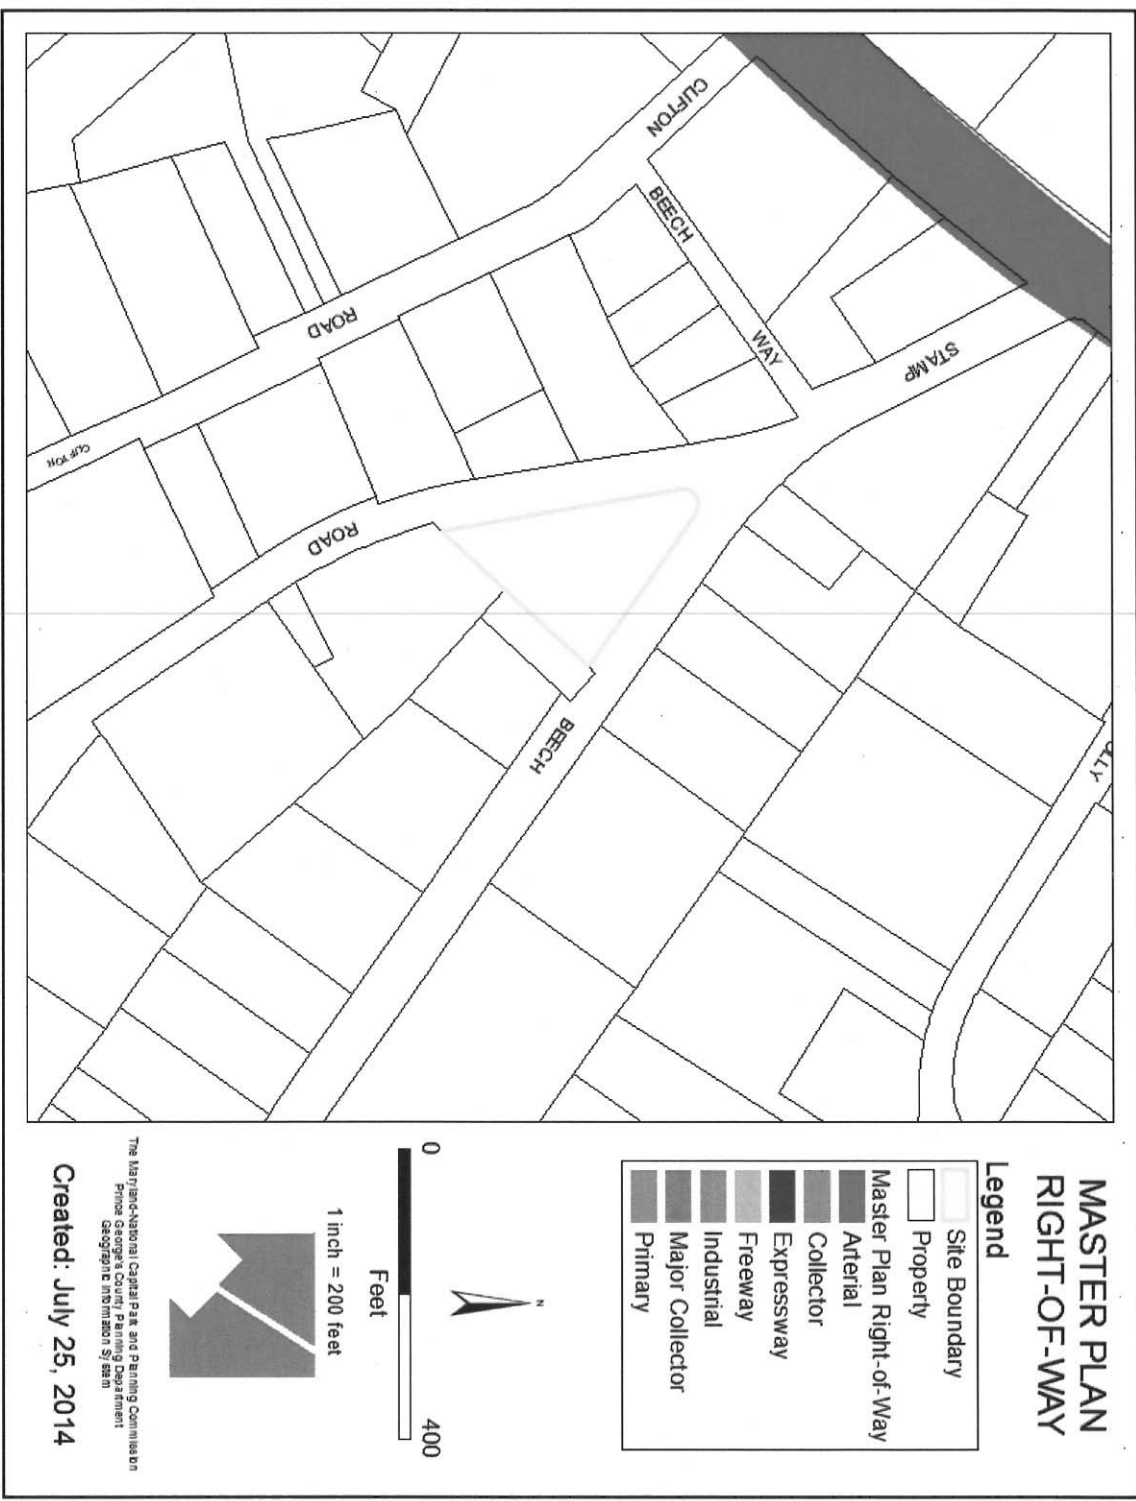 MASTER PLAN
RIGHT-OF-WAY
Legend
Site Boundary
Property
Master Plan Right-of-Way
Arterial
Collector
Expressway
Freeway
Industrial
Major Collector
Primary
N
0
400
Feet
1 inch = 200 feet
The Maryland-National Capital Park and Planning Commission
Prince George's County Planning Department
Geographic Information System
Created: July 25, 2014
CLIFTON
BEECH
WAY
STAMP
ROAD
CLIFTON
ROAD
BEECH